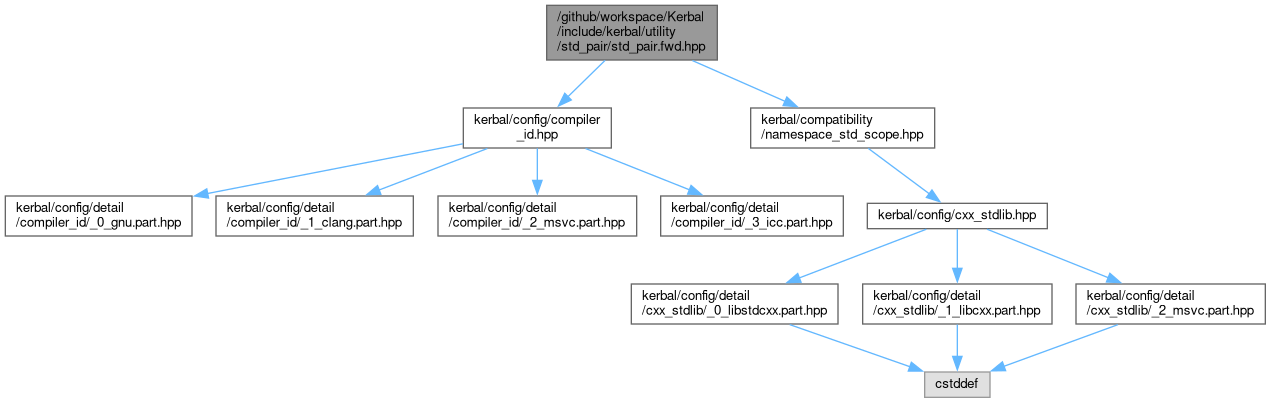 /github/workspace/Kerbal
/include/kerbal/utility
/std_pair/std_pair.fwd.hpp
kerbal/config/compiler
_id.hpp
kerbal/compatibility
/namespace_std_scope.hpp
kerbal/config/detail
/compiler_id/_0_gnu.part.hpp
kerbal/config/detail
/compiler_id/_1_clang.part.hpp
kerbal/config/detail
/compiler_id/_2_msvc.part.hpp
kerbal/config/detail
/compiler_id/_3_icc.part.hpp
kerbal/config/cxx_stdlib.hpp
kerbal/config/detail
/cxx_stdlib/_0_libstdcxx.part.hpp
kerbal/config/detail
/cxx_stdlib/_1_libcxx.part.hpp
kerbal/config/detail
/cxx_stdlib/_2_msvc.part.hpp
cstddef